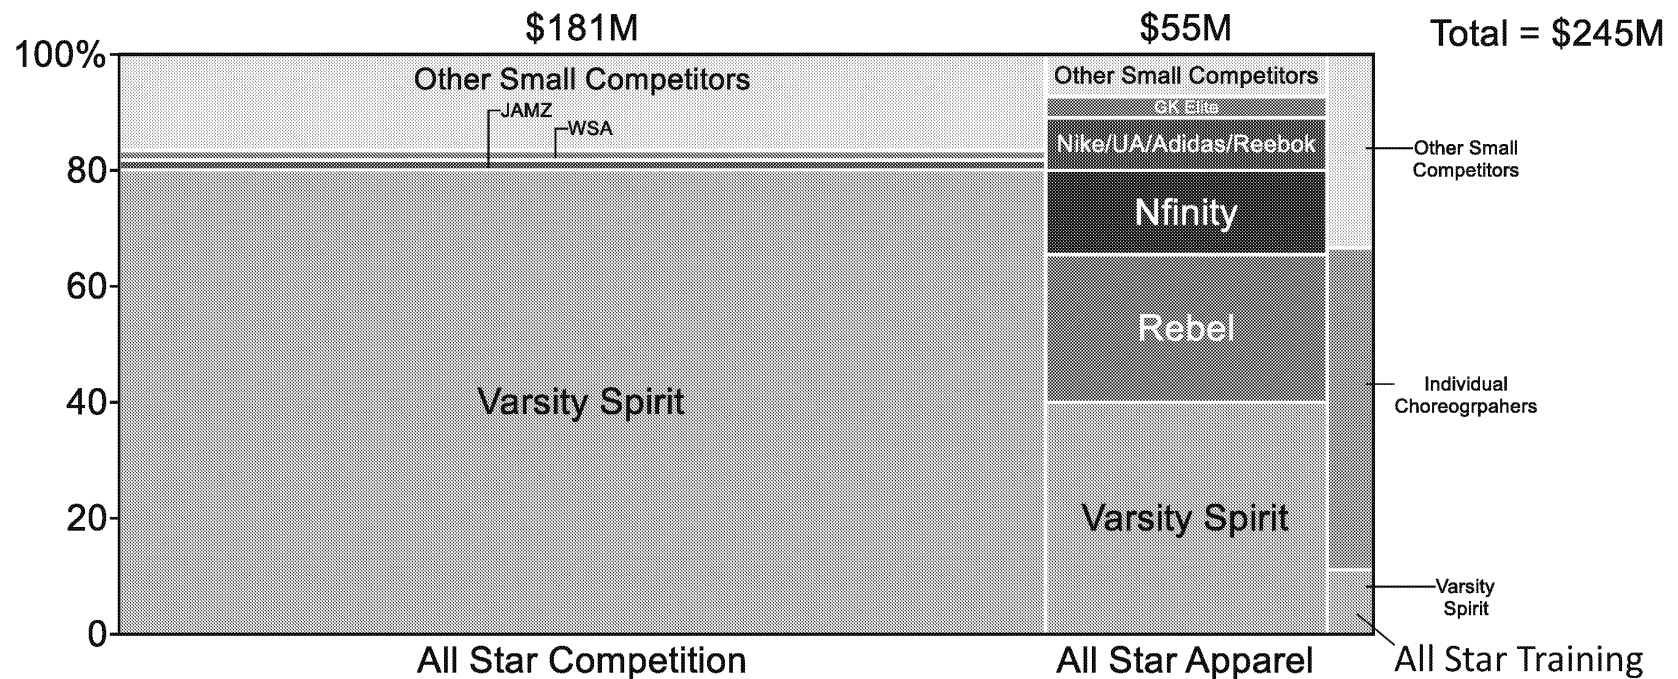 $181M
$55M
Total = $245M
100%
80
60
40
20
0
Other Small Competitors
JAMZ
WSA
Varsity Spirit
Other Small Competitors
GK Elite
Nike/UA/Adidas/Reebok
Nfinity
Rebel
Varsity Spirit
Other Small
Competitors
Individual
Choreogrpahers
Varsity
Spirit
All Star Competition
All Star Apparel
All Star Training